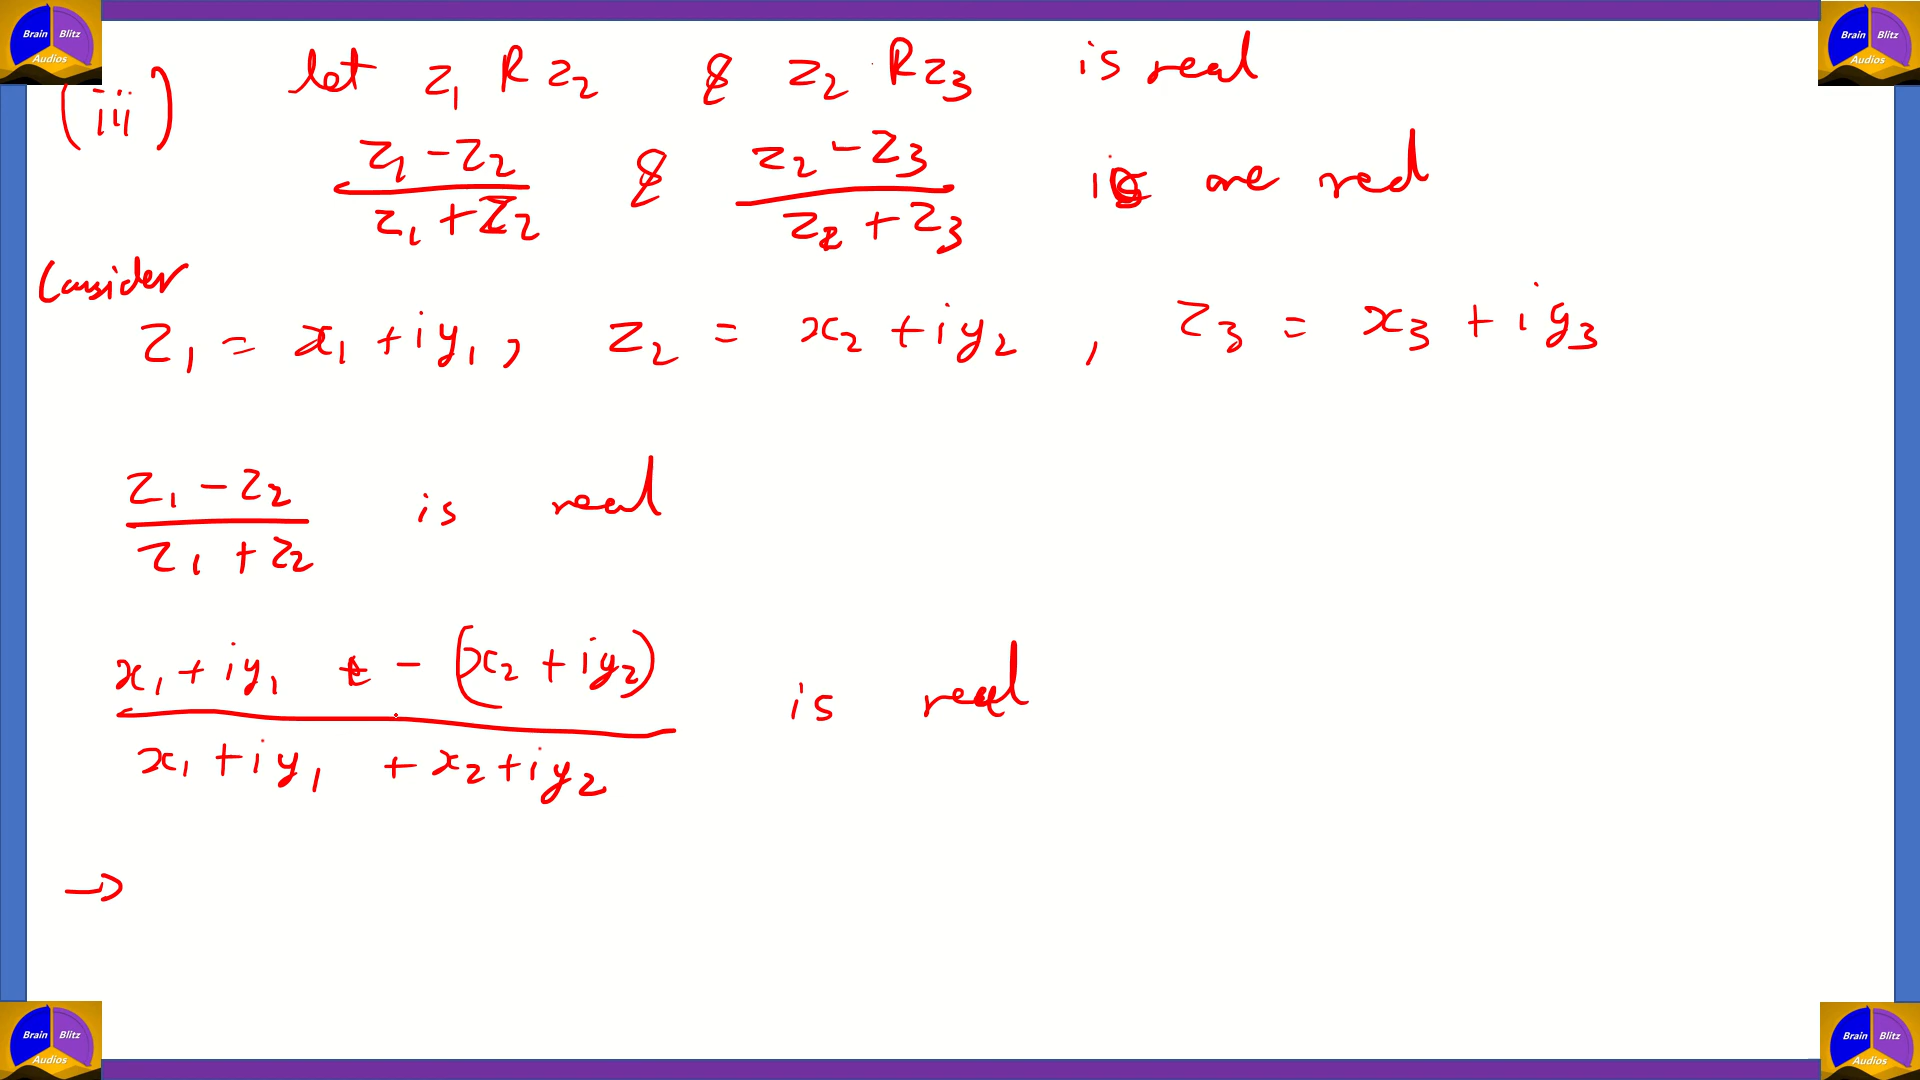 Brain Blitz Audios
Brain Blitz Audios
(iii) let z₁ R z₂ & z₂ R z₃ is real
(z₁ - z₂)/(z₁ + z₂) & (z₂ - z₃)/(z₂ + z₃) is are real
Consider
z₁ = x₁ + iy₁, z₂ = x₂ + iy₂, z₃ = x₃ + iy₃
(z₁ - z₂)/(z₁ + z₂) is real
(x₁ + iy₁ - (x₂ + iy₂))/(x₁ + iy₁ + x₂ + iy₂) is real
→
Brain Blitz Audios
Brain Blitz Audios